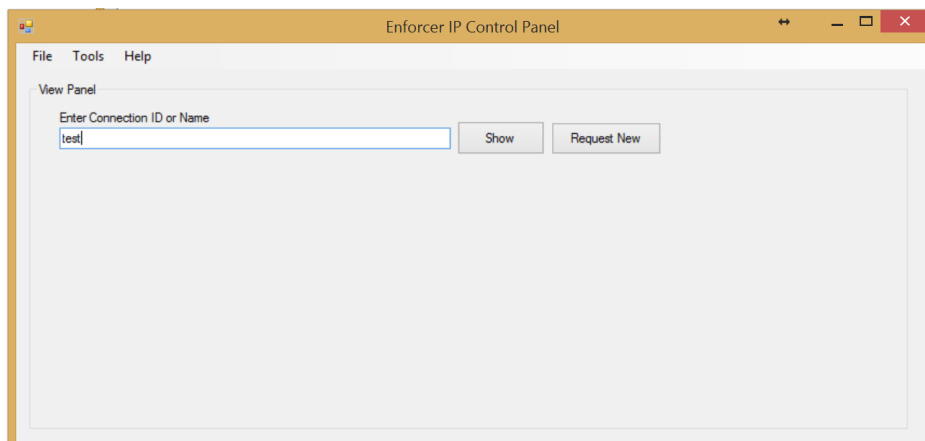 Enforcer IP Control Panel
File Tools Help
View Panel
Enter Connection ID or Name
test Show Request New